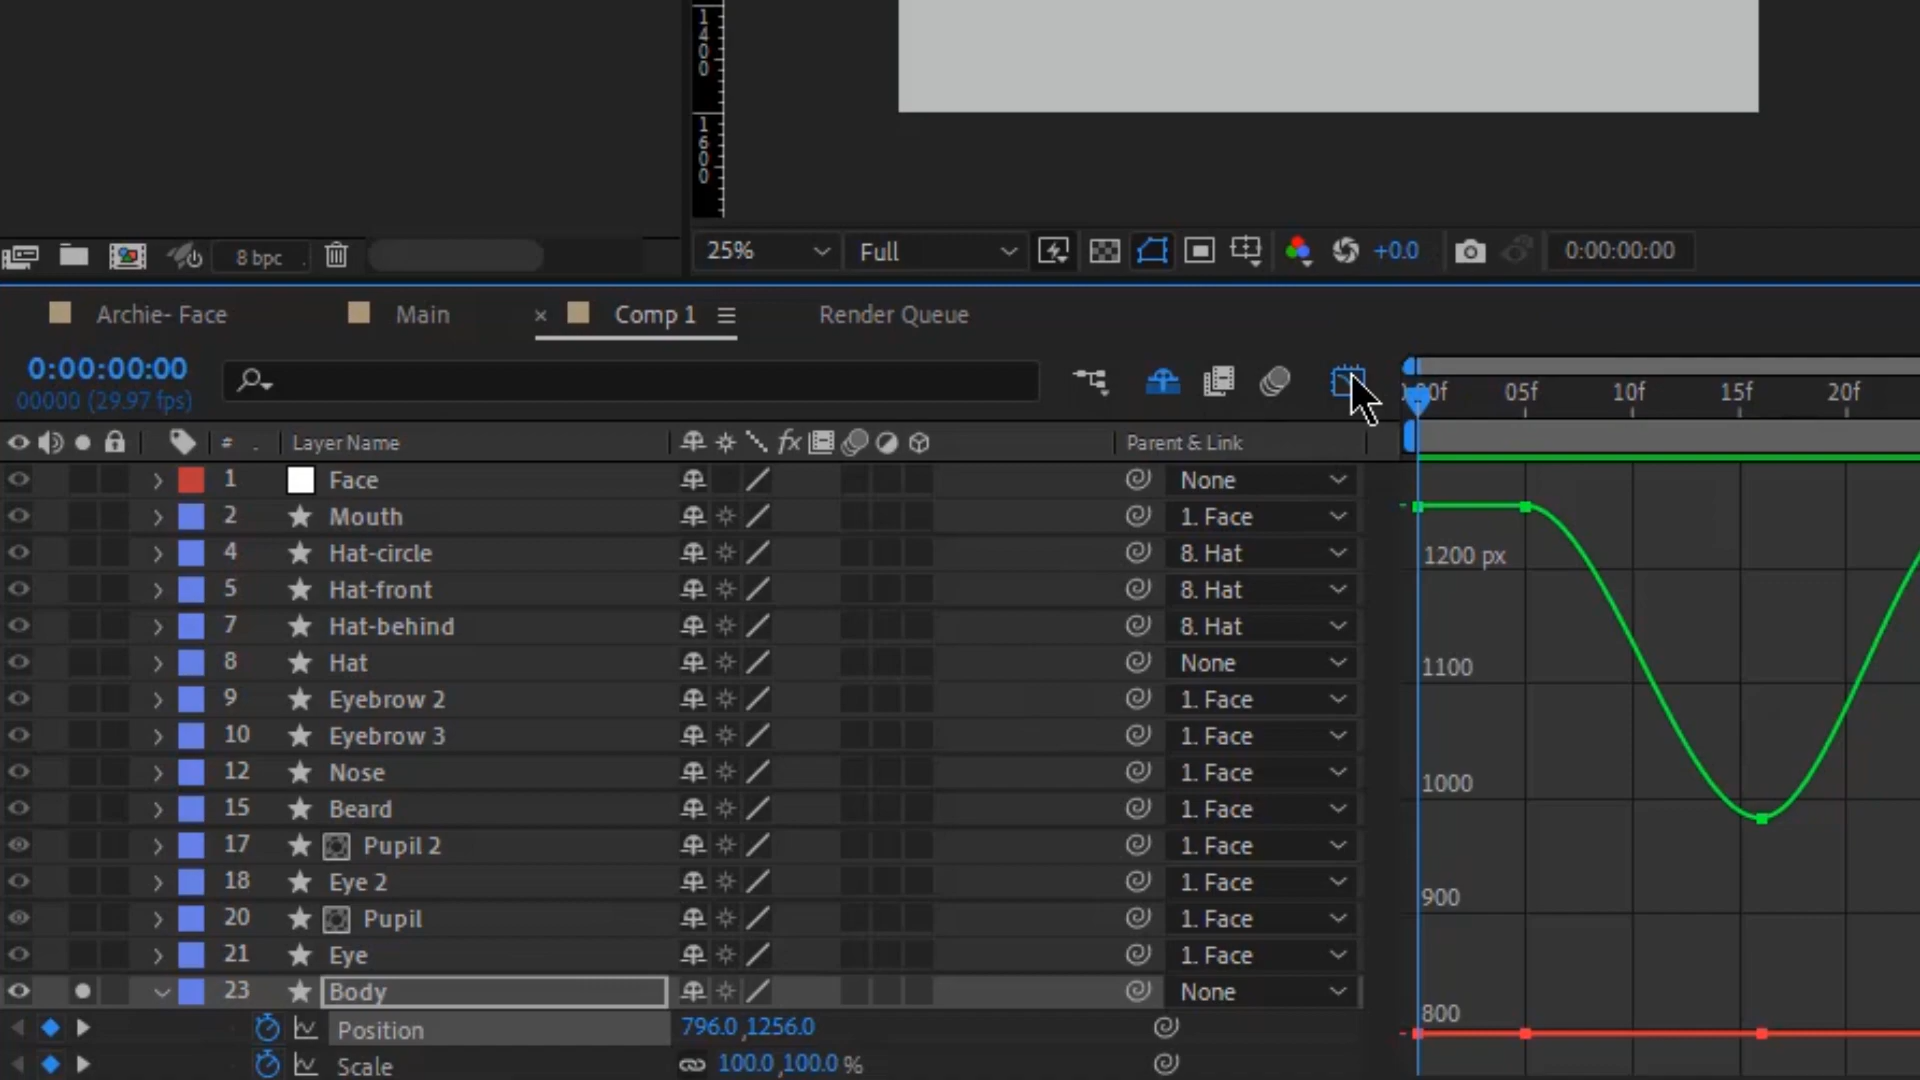 1400
1600
8 bpc
25%
Full
+0.0
0:00:00:00
Archie- Face
Main
× Comp 1
Render Queue
0:00:00:00
00000 (29.97 fps)
# . Layer Name
fx
Parent & Link
00f 05f 10f 15f 20f
1 Face None
2 Mouth 1. Face
4 Hat-circle 8. Hat
5 Hat-front 8. Hat
7 Hat-behind 8. Hat
8 Hat None
9 Eyebrow 2 1. Face
10 Eyebrow 3 1. Face
12 Nose 1. Face
15 Beard 1. Face
17 Pupil 2 1. Face
18 Eye 2 1. Face
20 Pupil 1. Face
21 Eye 1. Face
23 Body None
Position 796.0,1256.0
Scale 100.0,100.0 %
1200 px
1100
1000
900
800